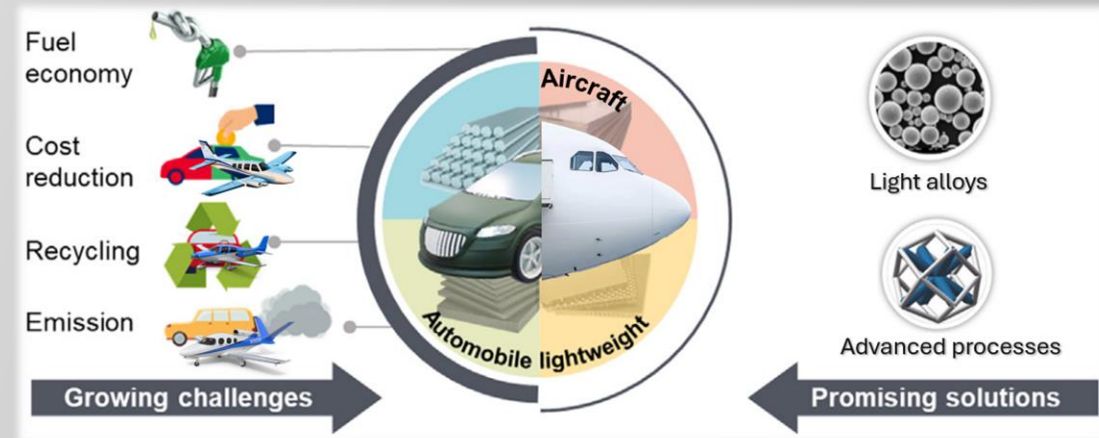 Fuel
economy
Cost
reduction
Recycling
Emission
Growing challenges
Aircraft
Automobile lightweight
Light alloys
Advanced processes
Promising solutions